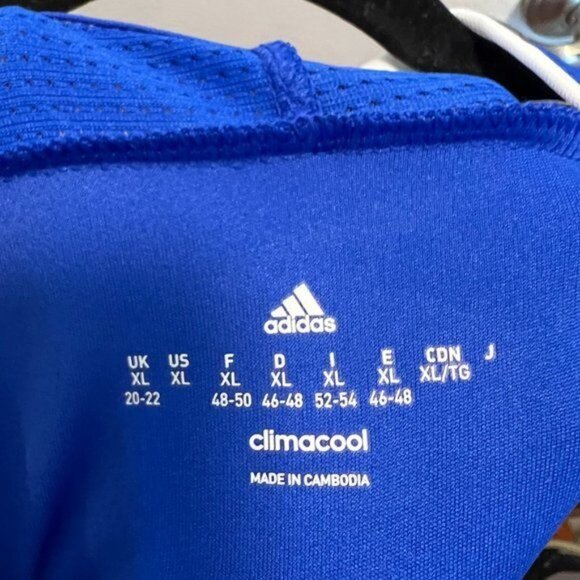 adidas
UK US F D I E CDN J
XL XL XL XL XL XL XL/TG
20-22 48-50 46-48 52-54 46-48
climacool
MADE IN CAMBODIA